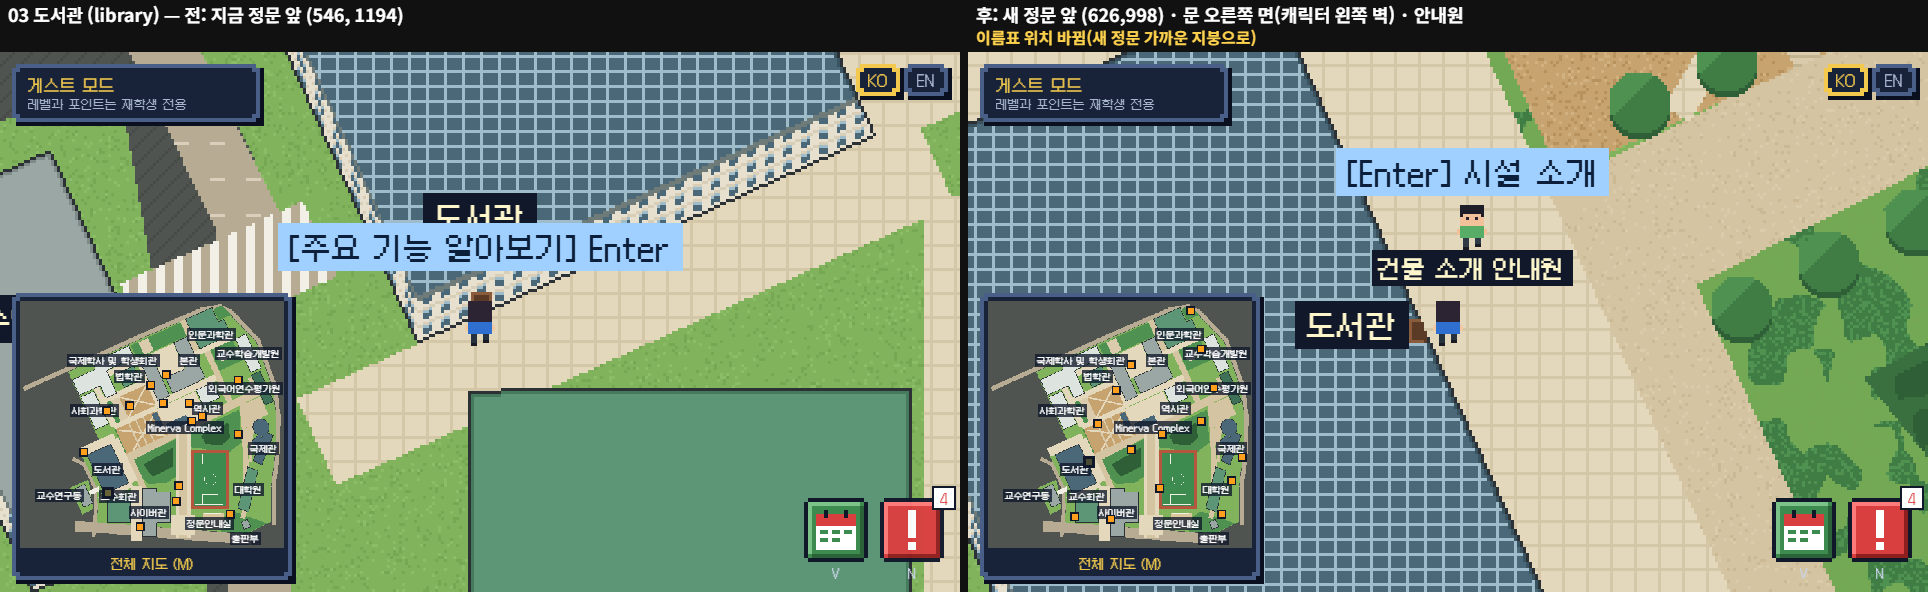 03 도서관 (library) — 전: 지금 정문 앞 (546, 1194)
게스트 모드
레벨과 포인트는 재학생 전용
KO
EN
도서관
[주요 기능 알아보기] Enter
인문과학관
국제학사 및 학생회관
본관
교수학습개발원
법학관
외국어연수평가원
역사관
Minerva Complex
국제관
도서관
교수연구동
대학원
사이버관
정문안내실
출판부
전체 지도 (M)
4
V
N
후: 새 정문 앞 (626,998) · 문 오른쪽 면(캐릭터 왼쪽 벽) · 안내원
이름표 위치 바뀜(새 정문 가까운 지붕으로)
게스트 모드
레벨과 포인트는 재학생 전용
KO
EN
[Enter] 시설 소개
건물 소개 안내원
도서관
인문과학관
국제학사 및 학생회관
본관
교수학습개발원
법학관
외국어연수평가원
사회과학관
역사관
Minerva Complex
국제관
도서관
교수연구동
교수회관
대학원
사이버관
정문안내실
출판부
전체 지도 (M)
4
V
N